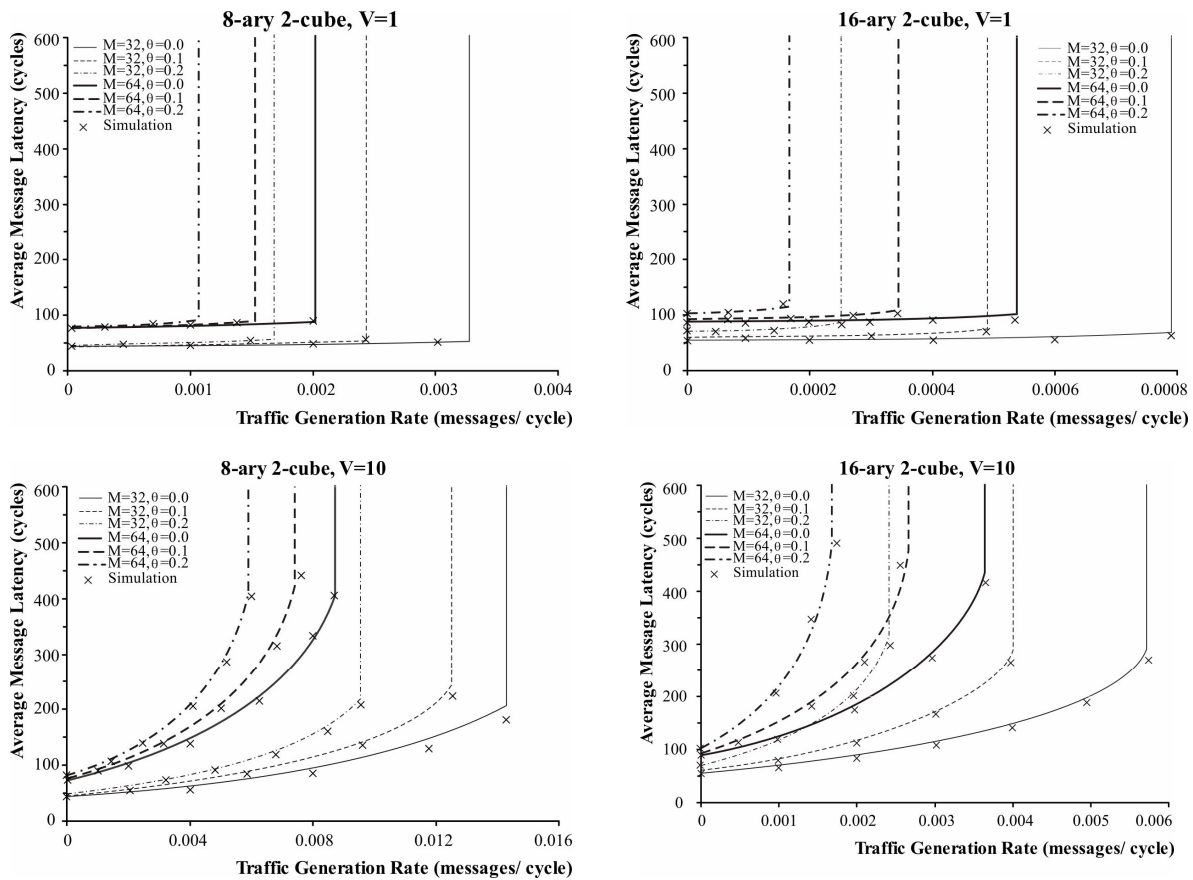 8-ary 2-cube, V=1
Average Message Latency (cycles)
600
500
400
300
200
100
0
M=32,θ=0.0
M=32,θ=0.1
M=32,θ=0.2
M=64,θ=0.0
M=64,θ=0.1
M=64,θ=0.2
Simulation
0 0.001 0.002 0.003 0.004
Traffic Generation Rate (messages/ cycle)
16-ary 2-cube, V=1
Average Message Latency (cycles)
600
500
400
300
200
100
0
M=32,θ=0.0
M=32,θ=0.1
M=32,θ=0.2
M=64,θ=0.0
M=64,θ=0.1
M=64,θ=0.2
Simulation
0 0.0002 0.0004 0.0006 0.0008
Traffic Generation Rate (messages/ cycle)
8-ary 2-cube, V=10
Average Message Latency (cycles)
600
500
400
300
200
100
0
M=32,θ=0.0
M=32,θ=0.1
M=32,θ=0.2
M=64,θ=0.0
M=64,θ=0.1
M=64,θ=0.2
Simulation
0 0.004 0.008 0.012 0.016
Traffic Generation Rate (messages/ cycle)
16-ary 2-cube, V=10
Average Message Latency (cycles)
600
500
400
300
200
100
0
M=32,θ=0.0
M=32,θ=0.1
M=32,θ=0.2
M=64,θ=0.0
M=64,θ=0.1
M=64,θ=0.2
Simulation
0 0.001 0.002 0.003 0.004 0.005 0.006
Traffic Generation Rate (messages/ cycle)